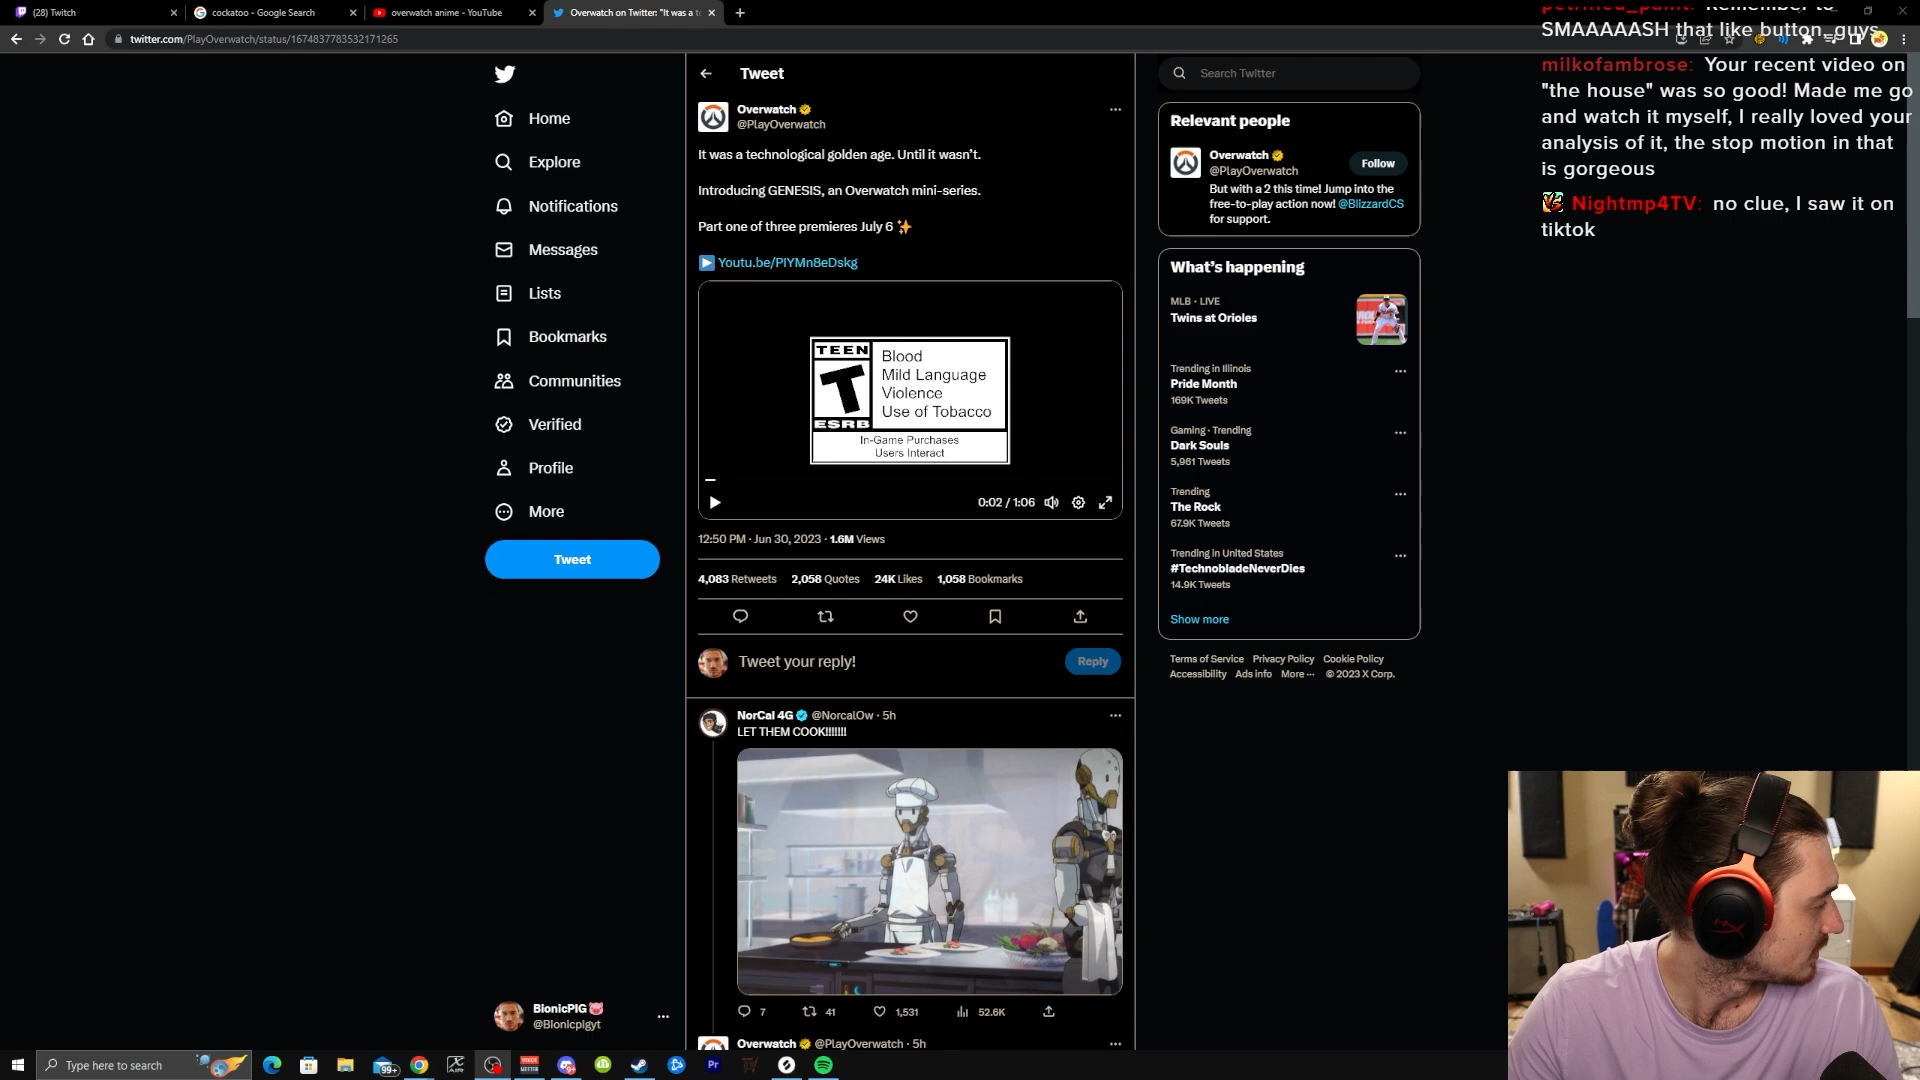 (28) Twitch
cockatoo - Google Search
overwatch anime - YouTube
Overwatch on Twitter: "It was a te
twitter.com/PlayOverwatch/status/1674837783532171265
Home
Explore
Notifications
Messages
Lists
Bookmarks
Communities
Verified
Profile
More
Tweet
BionicPIG
@Bionicpigyt
Tweet
Overwatch
@PlayOverwatch
It was a technological golden age. Until it wasn't.
Introducing GENESIS, an Overwatch mini-series.
Part one of three premieres July 6
Youtu.be/PIYMn8eDskg
TEEN
T
ESRB
Blood
Mild Language
Violence
Use of Tobacco
In-Game Purchases
Users Interact
0:02 / 1:06
12:50 PM · Jun 30, 2023 · 1.6M Views
4,083 Retweets 2,058 Quotes 24K Likes 1,058 Bookmarks
Tweet your reply!
Reply
NorCal 4G @NorcalOw · 5h
LET THEM COOK!!!!!!!
7 41 1,531 52.6K
Overwatch @PlayOverwatch · 5h
Search Twitter
Relevant people
Overwatch
@PlayOverwatch
Follow
But with a 2 this time! Jump into the
free-to-play action now! @BlizzardCS
for support.
What's happening
MLB · LIVE
Twins at Orioles
Trending in Illinois
Pride Month
169K Tweets
Gaming · Trending
Dark Souls
5,961 Tweets
Trending
The Rock
67.9K Tweets
Trending in United States
#TechnobladeNeverDies
14.9K Tweets
Show more
Terms of Service Privacy Policy Cookie Policy
Accessibility Ads info More ··· © 2023 X Corp.
Remember to
SMAAAAASH that like button, guys
milkofambrose: Your recent video on
"the house" was so good! Made me go
and watch it myself, I really loved your
analysis of it, the stop motion in that
is gorgeous
Nightmp4TV: no clue, I saw it on
tiktok
Type here to search
99+
Pr